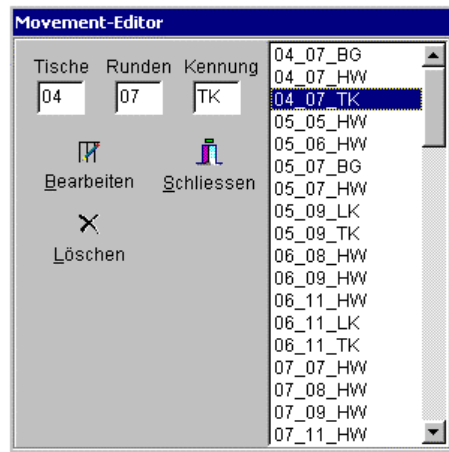 Movement-Editor
Tische Runden Kennung
04 07 TK
Bearbeiten Schliessen
Löschen
04_07_BG
04_07_HW
04_07_TK
05_05_HW
05_06_HW
05_07_BG
05_07_HW
05_09_LK
05_09_TK
06_08_HW
06_09_HW
06_11_HW
06_11_LK
06_11_TK
07_07_HW
07_08_HW
07_09_HW
07_11_HW